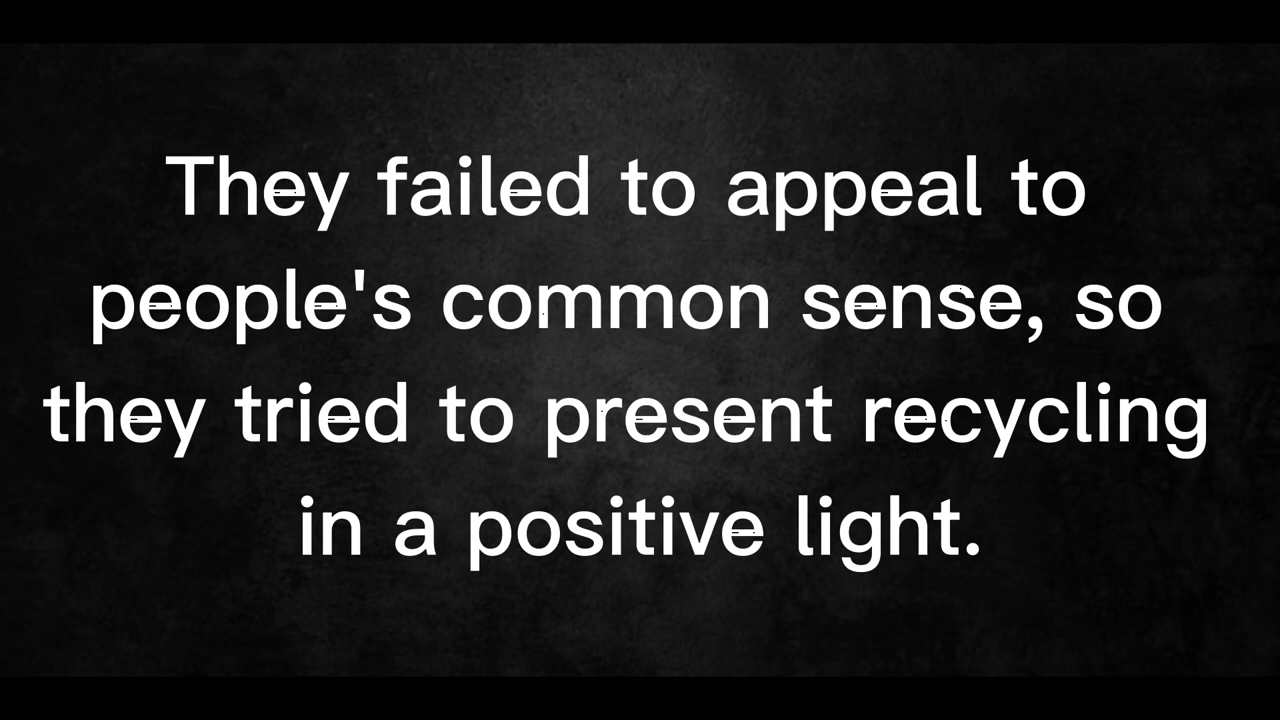 They failed to appeal to
people's common sense, so
they tried to present recycling
in a positive light.